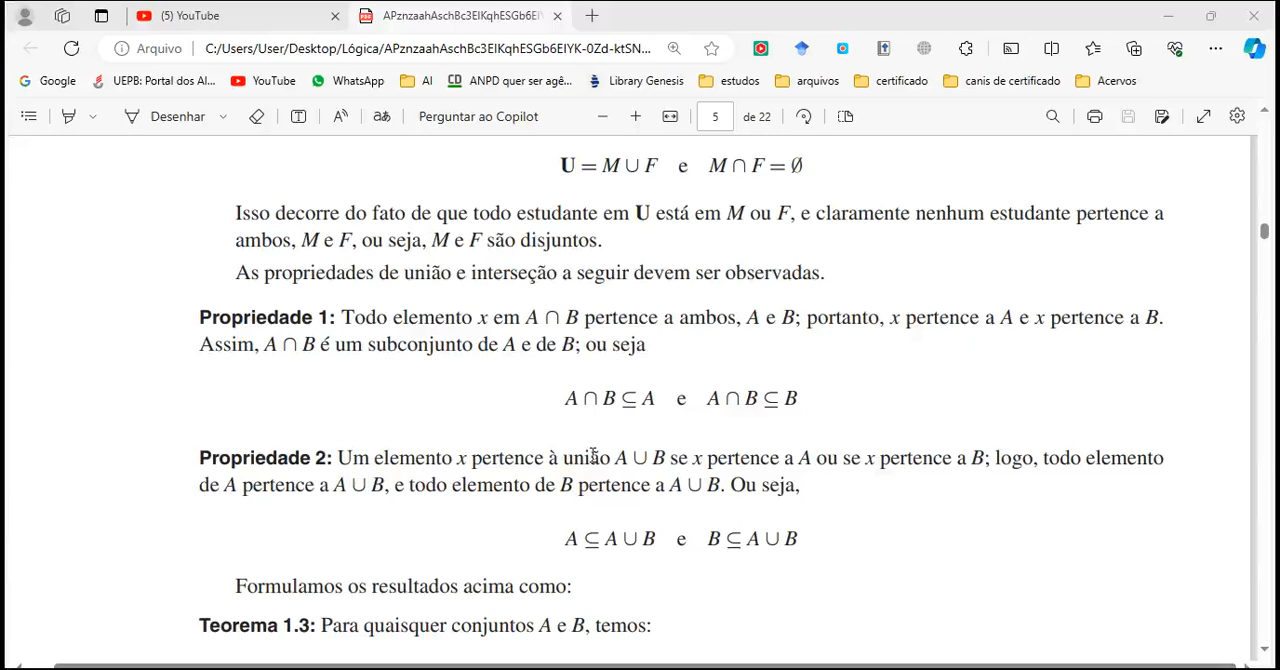 (5) YouTube
APznzaahAschBc3ElKqhESGb6EIY
Arquivo
C:/Users/User/Desktop/Lógica/APznzaahAschBc3ElKqhESGb6ElYK-0Zd-ktSN...
Google
UEPB: Portal dos Al...
YouTube
WhatsApp
AI
CD
ANPD quer ser agê...
Library Genesis
estudos
arquivos
certificado
canis de certificado
Acervos
Desenhar
Perguntar ao Copilot
5
de 22
U = M ∪ F e M ∩ F = ∅
Isso decorre do fato de que todo estudante em U está em M ou F, e claramente nenhum estudante pertence a
ambos, M e F, ou seja, M e F são disjuntos.
As propriedades de união e interseção a seguir devem ser observadas.
Propriedade 1: Todo elemento x em A ∩ B pertence a ambos, A e B; portanto, x pertence a A e x pertence a B.
Assim, A ∩ B é um subconjunto de A e de B; ou seja
A ∩ B ⊆ A e A ∩ B ⊆ B
Propriedade 2: Um elemento x pertence à união A ∪ B se x pertence a A ou se x pertence a B; logo, todo elemento
de A pertence a A ∪ B, e todo elemento de B pertence a A ∪ B. Ou seja,
A ⊆ A ∪ B e B ⊆ A ∪ B
Formulamos os resultados acima como:
Teorema 1.3: Para quaisquer conjuntos A e B, temos: